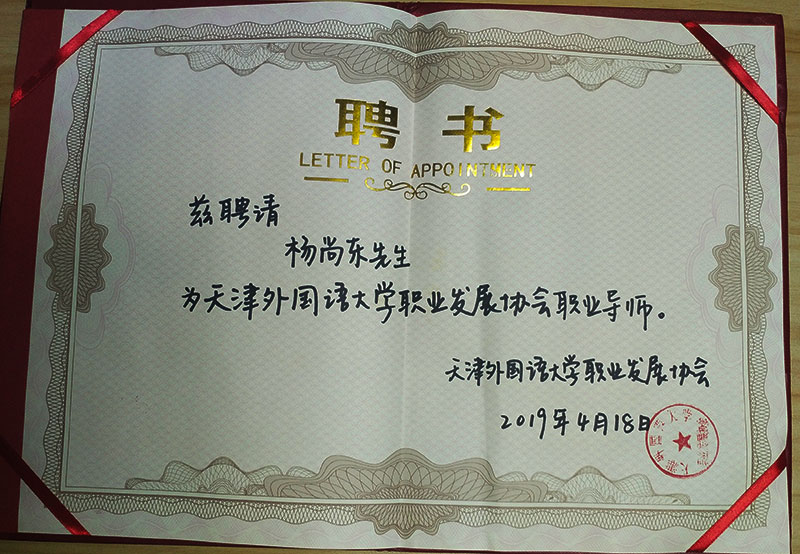 聘书
LETTER OF APPOINTMENT
兹聘请
杨尚东先生
为天津外国语大学职业发展协会职业导师。
天津外国语大学职业发展协会
2019年4月18日